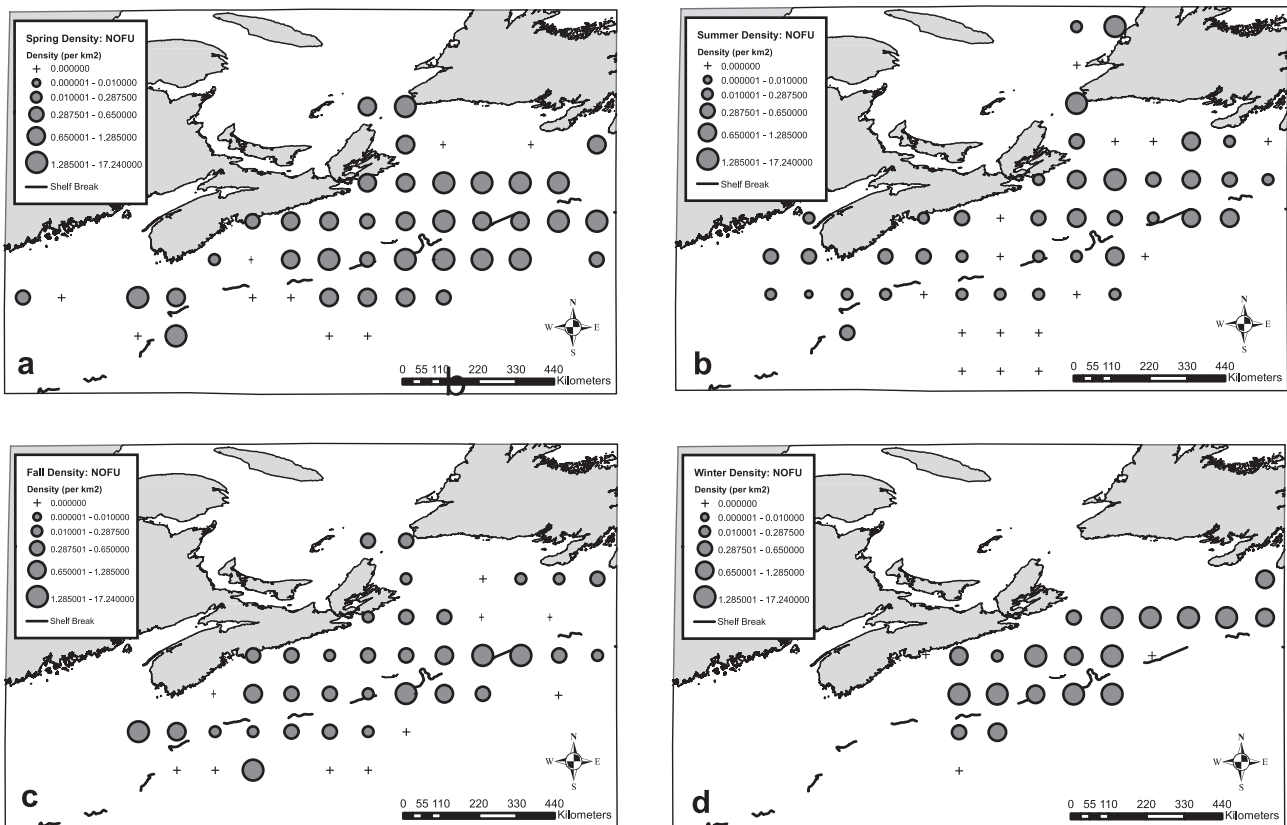 Spring Density: NOFU
Density (per km2)
+ 0.000000
0.000001 - 0.010000
0.010001 - 0.287500
0.287501 - 0.650000
0.650001 - 1.285000
1.285001 - 17.240000
Shelf Break
N
W E
S
a
0 55 110 220 330 440
Kilometers
b
Summer Density: NOFU
Density (per km2)
+ 0.000000
0.000001 - 0.010000
0.010001 - 0.287500
0.287501 - 0.650000
0.650001 - 1.285000
1.285001 - 17.240000
Shelf Break
N
W E
S
b
0 55 110 220 330 440
Kilometers
Fall Density: NOFU
Density (per km2)
+ 0.000000
0.000001 - 0.010000
0.010001 - 0.287500
0.287501 - 0.650000
0.650001 - 1.285000
1.285001 - 17.240000
Shelf Break
N
W E
S
c
0 55 110 220 330 440
Kilometers
Winter Density: NOFU
Density (per km2)
+ 0.000000
0.000001 - 0.010000
0.010001 - 0.287500
0.287501 - 0.650000
0.650001 - 1.285000
1.285001 - 17.240000
Shelf Break
N
W E
S
d
0 55 110 220 330 440
Kilometers